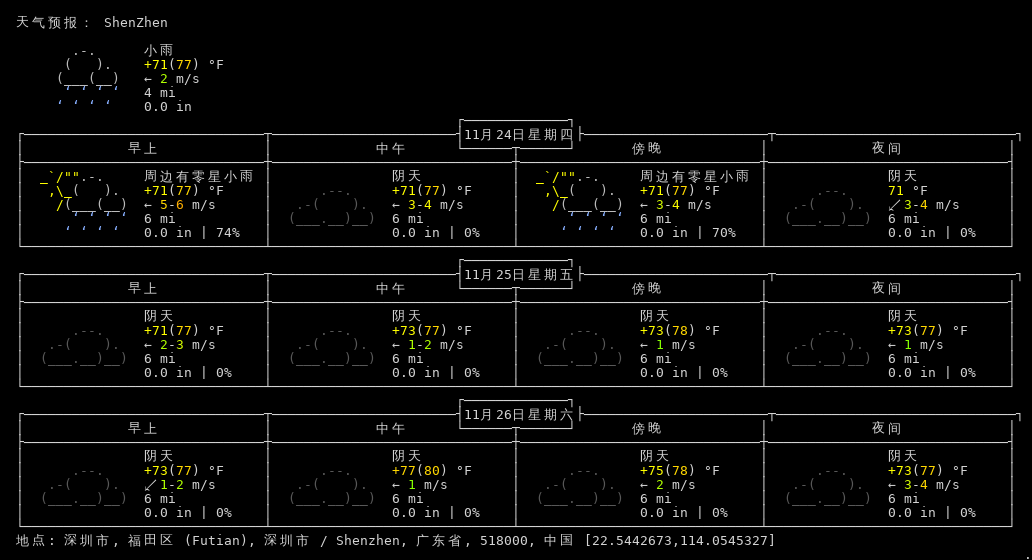 天气预报： ShenZhen
小雨
+71(77) °F
← 2 m/s
4 mi
0.0 in
11月24日星期四
早上 中午 傍晚 夜间
周边有零星小雨 阴天 周边有零星小雨 阴天
+71(77) °F +71(77) °F +71(77) °F 71 °F
← 5-6 m/s ← 3-4 m/s ← 3-4 m/s ↙ 3-4 m/s
6 mi 6 mi 6 mi 6 mi
0.0 in | 74% 0.0 in | 0% 0.0 in | 70% 0.0 in | 0%
11月25日星期五
早上 中午 傍晚 夜间
阴天 阴天 阴天 阴天
+71(77) °F +73(77) °F +73(78) °F +73(77) °F
← 2-3 m/s ← 1-2 m/s ← 1 m/s ← 1 m/s
6 mi 6 mi 6 mi 6 mi
0.0 in | 0% 0.0 in | 0% 0.0 in | 0% 0.0 in | 0%
11月26日星期六
早上 中午 傍晚 夜间
阴天 阴天 阴天 阴天
+73(77) °F +77(80) °F +75(78) °F +73(77) °F
↙ 1-2 m/s ← 1 m/s ← 2 m/s ← 3-4 m/s
6 mi 6 mi 6 mi 6 mi
0.0 in | 0% 0.0 in | 0% 0.0 in | 0% 0.0 in | 0%
地点: 深圳市, 福田区 (Futian), 深圳市 / Shenzhen, 广东省, 518000, 中国 [22.5442673,114.0545327]